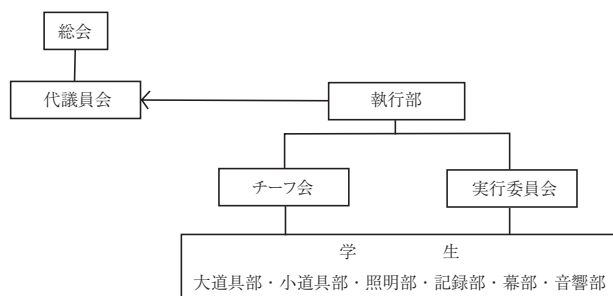 総会
代議員会
執行部
チーフ会
実行委員会
学 生
大道具部・小道具部・照明部・記録部・幕部・音響部